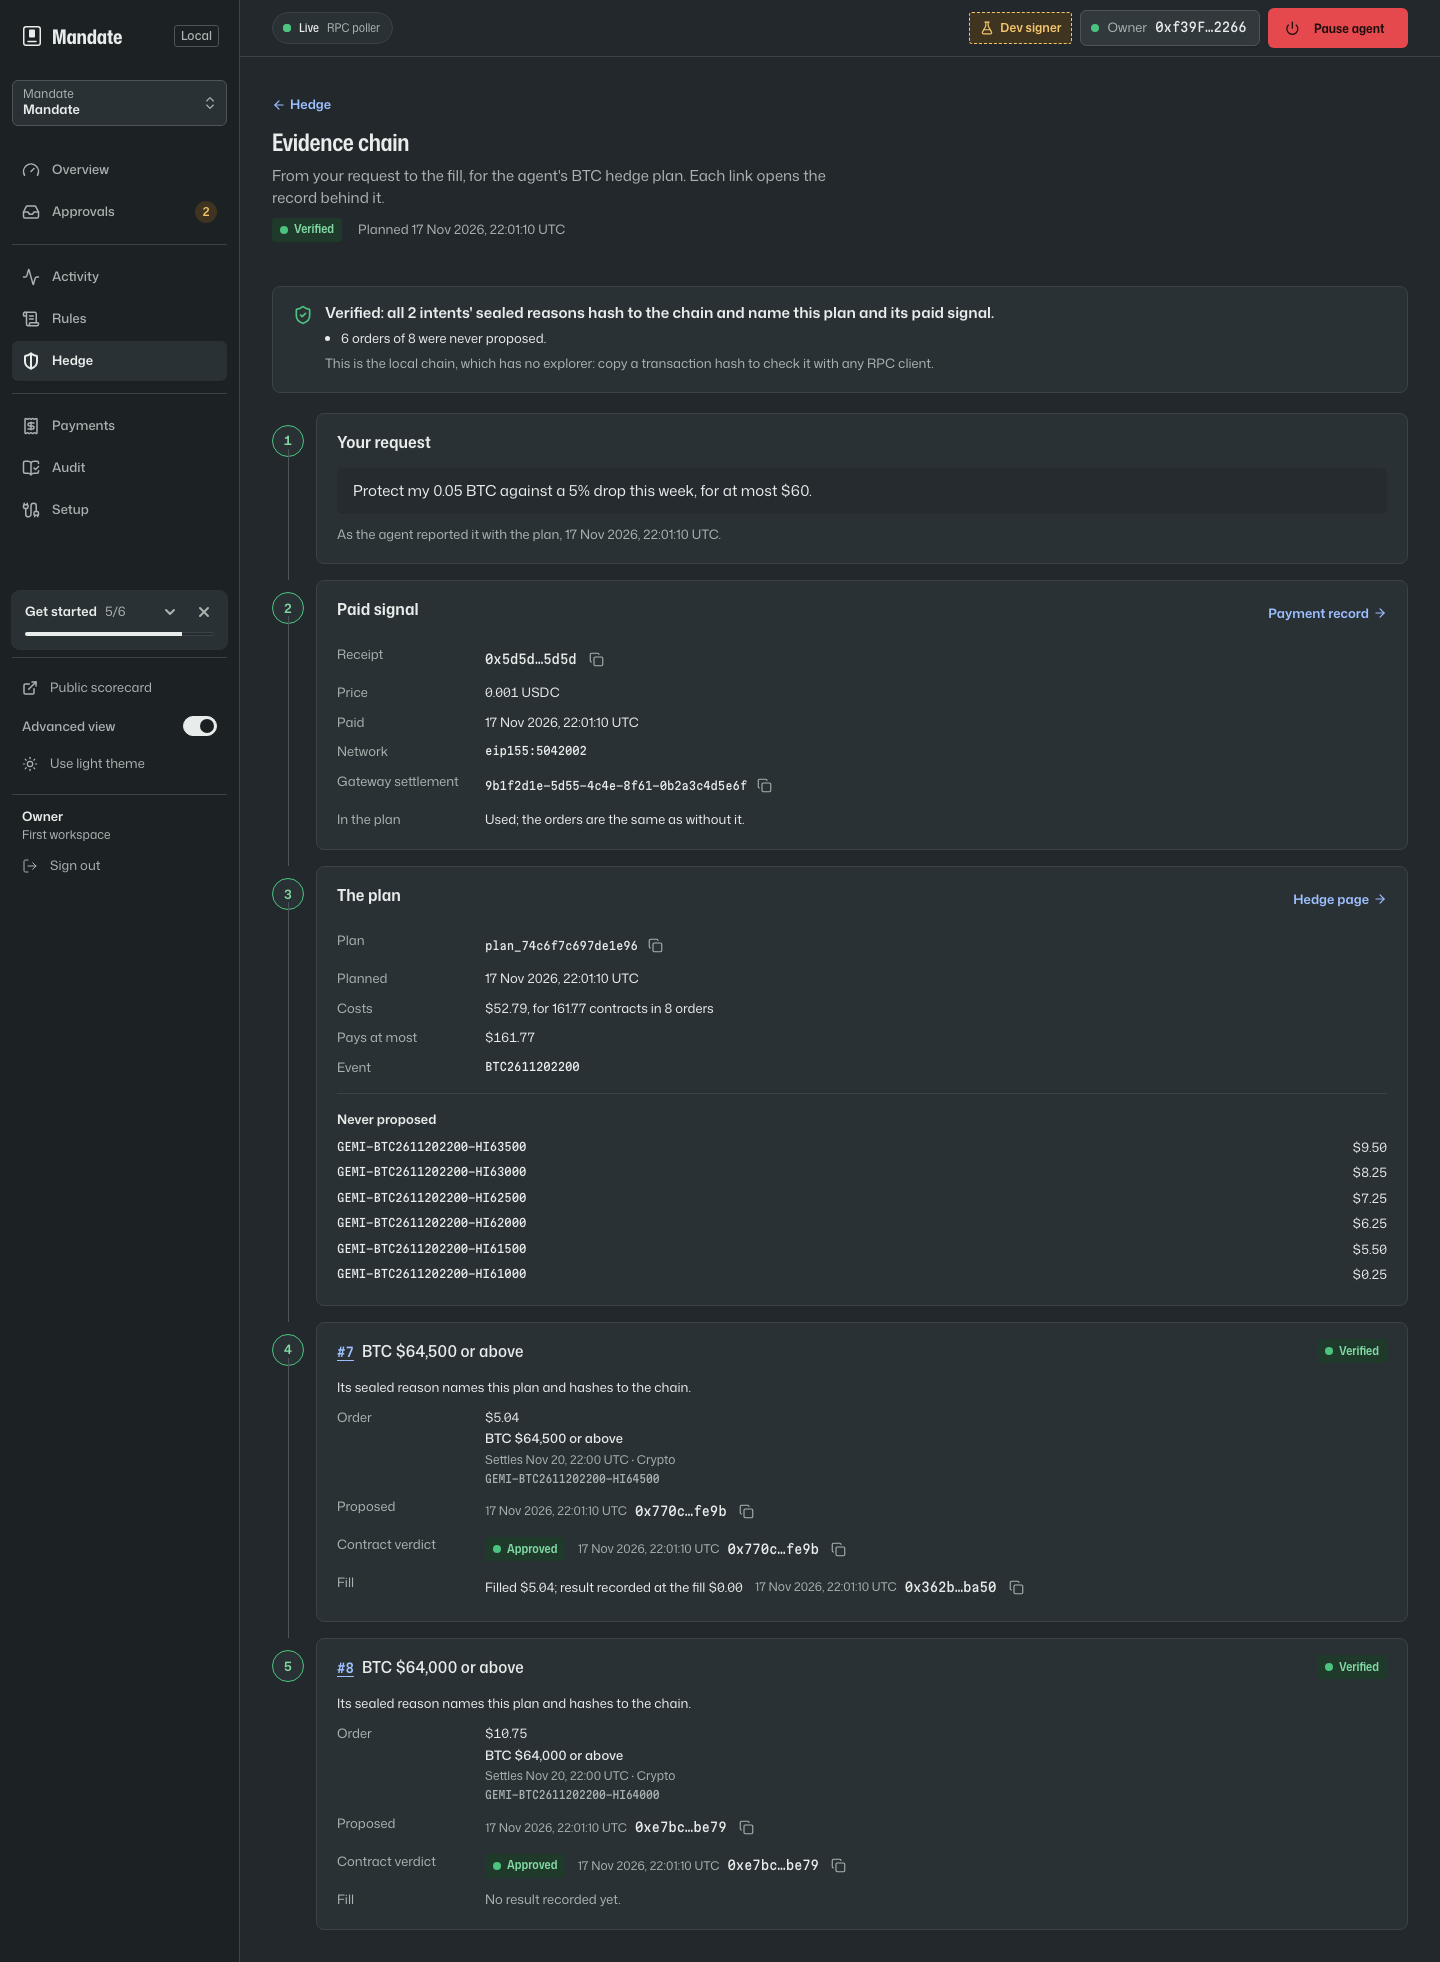 Mandate
Local
Mandate
Mandate
Overview
Approvals
2
Activity
Rules
Hedge
Payments
Audit
Setup
Get started 5/6
Public scorecard
Advanced view
Use light theme
Owner
First workspace
Sign out
Live RPC poller
Dev signer
Owner 0xf39F…2266
Pause agent
Hedge
Evidence chain
From your request to the fill, for the agent's BTC hedge plan. Each link opens the
record behind it.
Verified
Planned 17 Nov 2026, 22:01:10 UTC
Verified: all 2 intents' sealed reasons hash to the chain and name this plan and its paid signal.
6 orders of 8 were never proposed.
This is the local chain, which has no explorer: copy a transaction hash to check it with any RPC client.
1
Your request
Protect my 0.05 BTC against a 5% drop this week, for at most $60.
As the agent reported it with the plan, 17 Nov 2026, 22:01:10 UTC.
2
Paid signal
Payment record
Receipt 0x5d5d…5d5d
Price 0.001 USDC
Paid 17 Nov 2026, 22:01:10 UTC
Network eip155:5042002
Gateway settlement 9b1f2d1e-5d55-4c4e-8f61-0b2a3c4d5e6f
In the plan Used; the orders are the same as without it.
3
The plan
Hedge page
Plan plan_74c6f7c697de1e96
Planned 17 Nov 2026, 22:01:10 UTC
Costs $52.79, for 161.77 contracts in 8 orders
Pays at most $161.77
Event BTC2611202200
Never proposed
GEMI-BTC2611202200-HI63500 $9.50
GEMI-BTC2611202200-HI63000 $8.25
GEMI-BTC2611202200-HI62500 $7.25
GEMI-BTC2611202200-HI62000 $6.25
GEMI-BTC2611202200-HI61500 $5.50
GEMI-BTC2611202200-HI61000 $0.25
4
#7 BTC $64,500 or above
Verified
Its sealed reason names this plan and hashes to the chain.
Order $5.04
BTC $64,500 or above
Settles Nov 20, 22:00 UTC · Crypto
GEMI-BTC2611202200-HI64500
Proposed 17 Nov 2026, 22:01:10 UTC 0x770c…fe9b
Contract verdict Approved 17 Nov 2026, 22:01:10 UTC 0x770c…fe9b
Fill Filled $5.04; result recorded at the fill $0.00 17 Nov 2026, 22:01:10 UTC 0x362b…ba50
5
#8 BTC $64,000 or above
Verified
Its sealed reason names this plan and hashes to the chain.
Order $10.75
BTC $64,000 or above
Settles Nov 20, 22:00 UTC · Crypto
GEMI-BTC2611202200-HI64000
Proposed 17 Nov 2026, 22:01:10 UTC 0xe7bc…be79
Contract verdict Approved 17 Nov 2026, 22:01:10 UTC 0xe7bc…be79
Fill No result recorded yet.